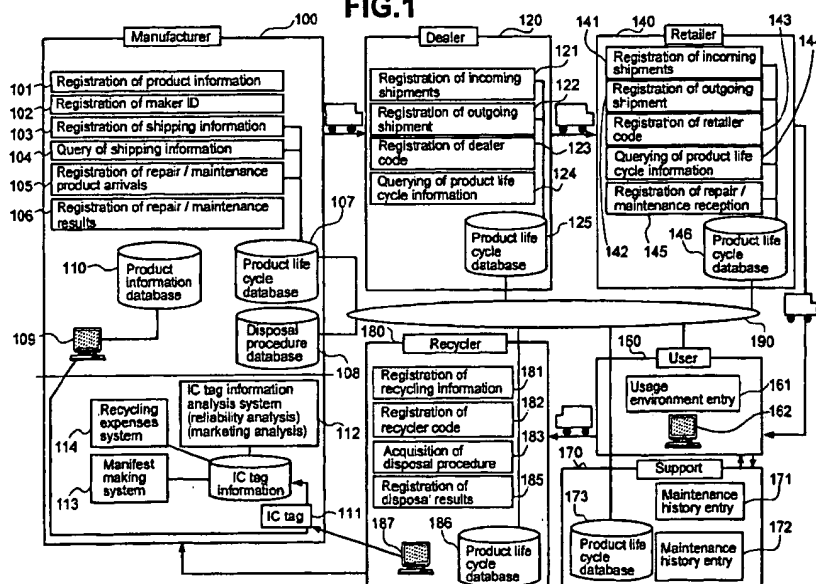 FIG.1
100
Manufacturer
101
Registration of product information
102
Registration of maker ID
103
Registration of shipping information
104
Query of shipping information
105
Registration of repair / maintenance
product arrivals
106
Registration of repair / maintenance
results
107
110
Product
information
database
Product life
cycle
database
109
Disposal
procedure
database
108
114
.Recycling
expenses
system
IC tag information
analysis system
(reliability analysis)
(marketing analysis)
112
113
Manifest
making
system
IC tag
information
IC tag
111
120
Dealer
121
Registration of incoming
shipments
122
Registration of outgoing
shipment
Registration of dealer
code
123
Querying of product life
cycle information
124
Product life
cycle
database
125
141
140
Retailer
143
144
Registration of incoming
shipments
Registration of outgoing
shipment
Registration of retailer
code
Querying of product life
cycle information
Registration of repair /
maintenance reception
142
145
146
Product life
cycle
database
190
180
Recycler
Registration of
recycling information
181
Registration of
recycler code
182
Acquisition of
disposal procedure
183
Registration of
disposa' results
185
187
186
Product life
cycle
database
User
Usage
environment entry
161
162
170
Support
171
173
Maintenance
history entry
Product life
cycle
database
Maintenance
history entry
172